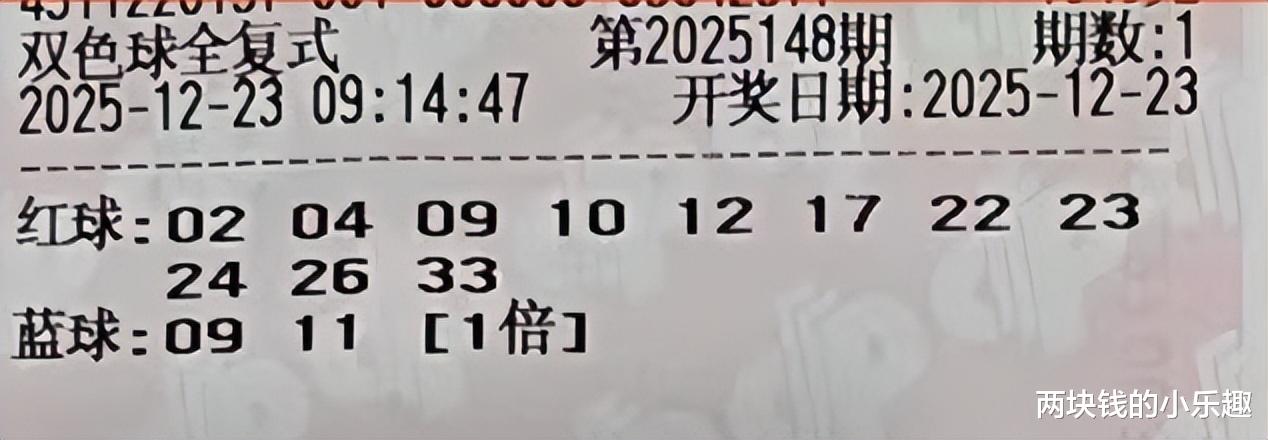 双色球全复式 第2025148期 期数:1
2025-12-23 09:14:47 开奖日期:2025-12-23
红球:02 04 09 10 12 17 22 23
24 26 33
蓝球:09 11 [1倍]
两块钱的小乐趣